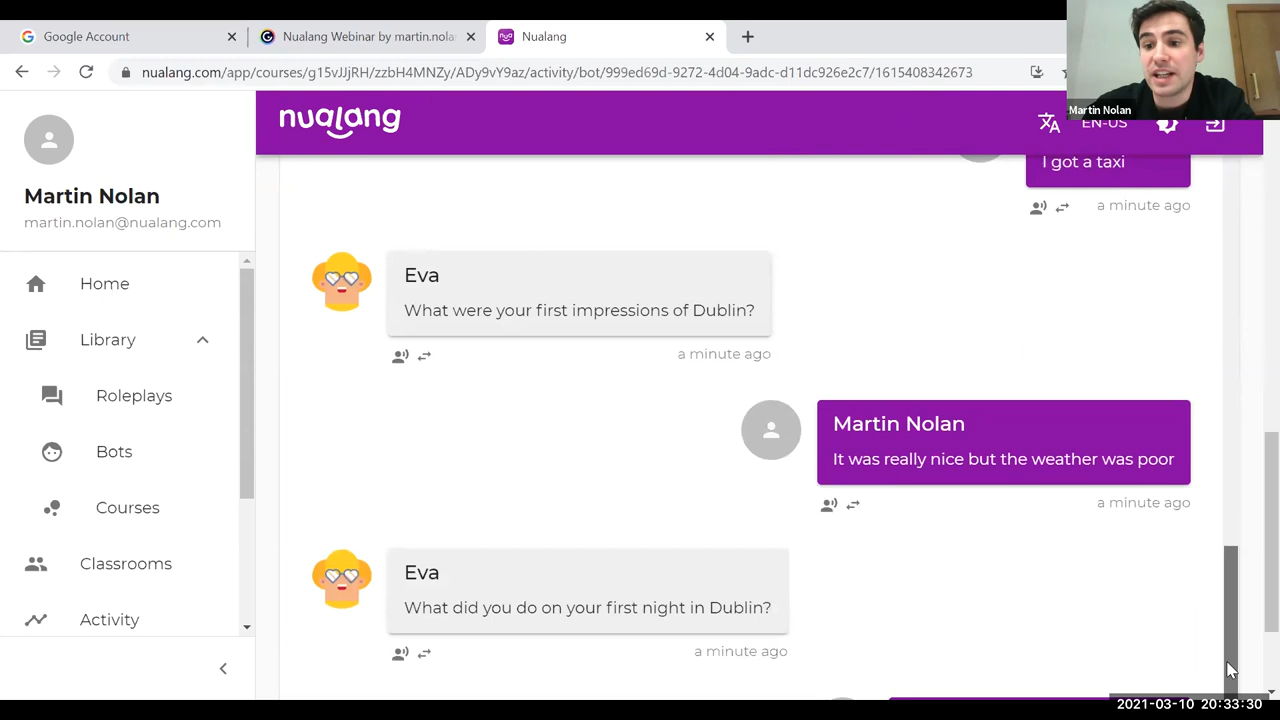 Google Account
Nualang Webinar by martin.nola
Nualang
nualang.com/app/courses/g15vJJjRH/zzbH4MNZy/A5y9vY9az/activity/bot/999ed69d-9272-4d04-9adc-d11dc926e2c7/1615408342673
Martin Nolan
nualang
EN-US
Martin Nolan
martin.nolan@nualang.com
Home
Library
Roleplays
Bots
Courses
Classrooms
Activity
I got a taxi
a minute ago
Eva
What were your first impressions of Dublin?
a minute ago
Martin Nolan
It was really nice but the weather was poor
a minute ago
Eva
What did you do on your first night in Dublin?
a minute ago
2021-03-10 20:33:30